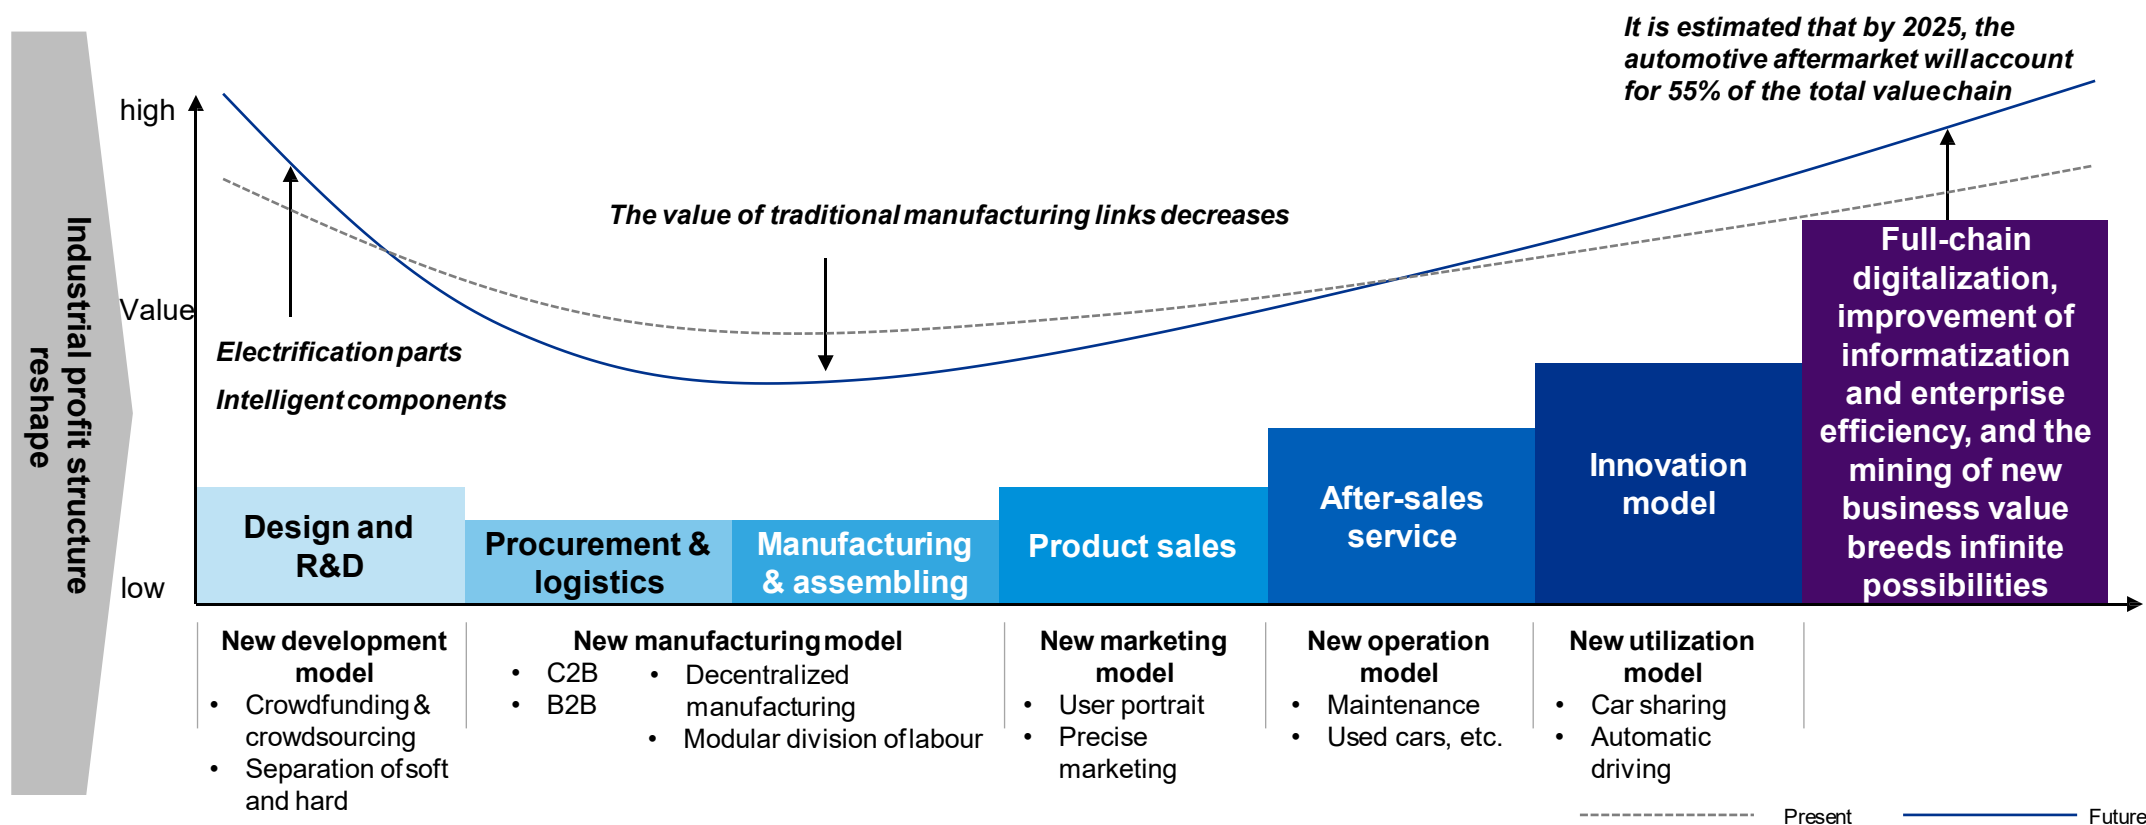 Industrial profit structure
reshape
It is estimated that by 2025, the
automotive aftermarket will account
for 55% of the total value chain
high
Value
low
The value of traditional manufacturing links decreases
Electrification parts
Intelligent components
Design and
R&D
Procurement &
logistics
Manufacturing
& assembling
Product sales
After-sales
service
Innovation
model
Full-chain
digitalization,
improvement of
informatization
and enterprise
efficiency, and the
mining of new
business value
breeds infinite
possibilities
New development
model
• Crowdfunding &
crowdsourcing
• Separation of soft
and hard
New manufacturing model
• C2B
• B2B
• Decentralized
manufacturing
• Modular division of labour
New marketing
model
• User portrait
• Precise
marketing
New operation
model
• Maintenance
• Used cars, etc.
New utilization
model
• Car sharing
• Automatic
driving
Present
Future